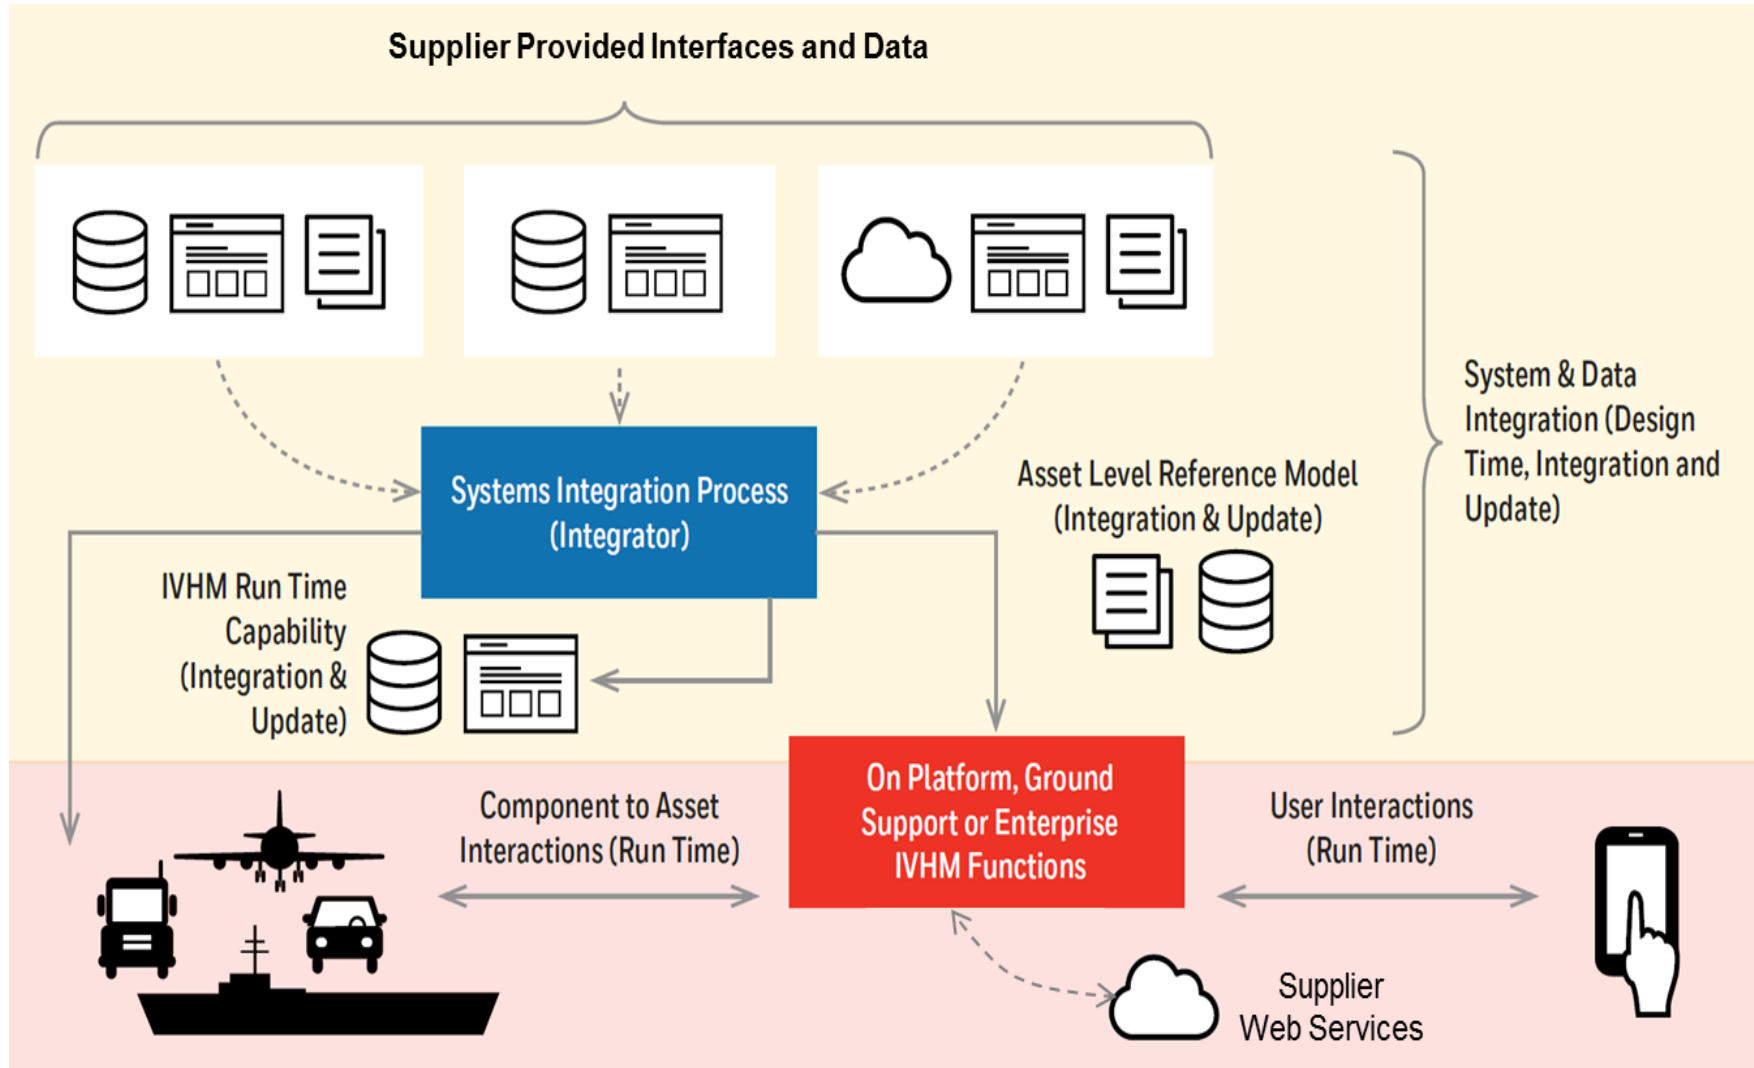 Supplier Provided Interfaces and Data
System & Data
Integration (Design
Time, Integration and
Update)
Systems Integration Process
(Integrator)
Asset Level Reference Model
(Integration & Update)
IVHM Run Time
Capability
(Integration &
Update)
On Platform, Ground
Support or Enterprise
IVHM Functions
Component to Asset
Interactions (Run Time)
User Interactions
(Run Time)
Supplier
Web Services